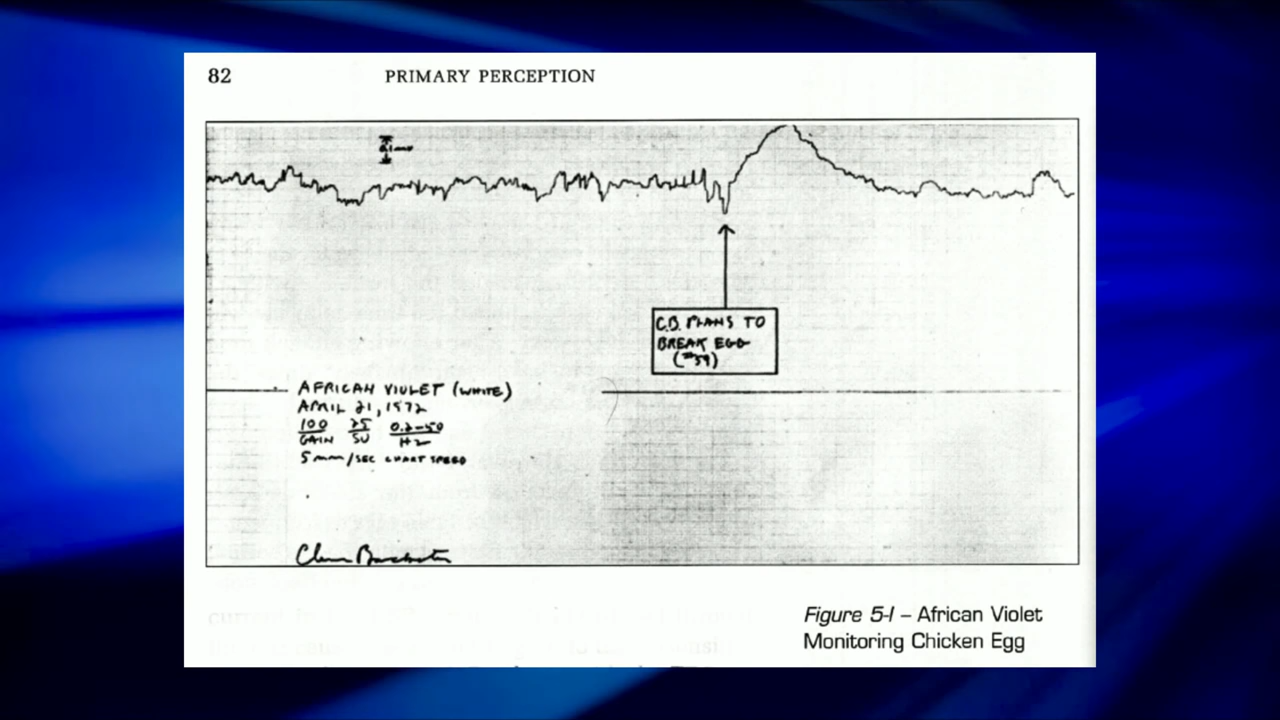 82 PRIMARY PERCEPTION
C.B. PLANS TO
BREAK EGG
(#39)
AFRICAN VIOLET (WHITE)
APRIL 21, 1972
100 25 0.2-50
GAIN SU HZ
5 mm/SEC CHART SPEED
Figure 5-I – African Violet
Monitoring Chicken Egg